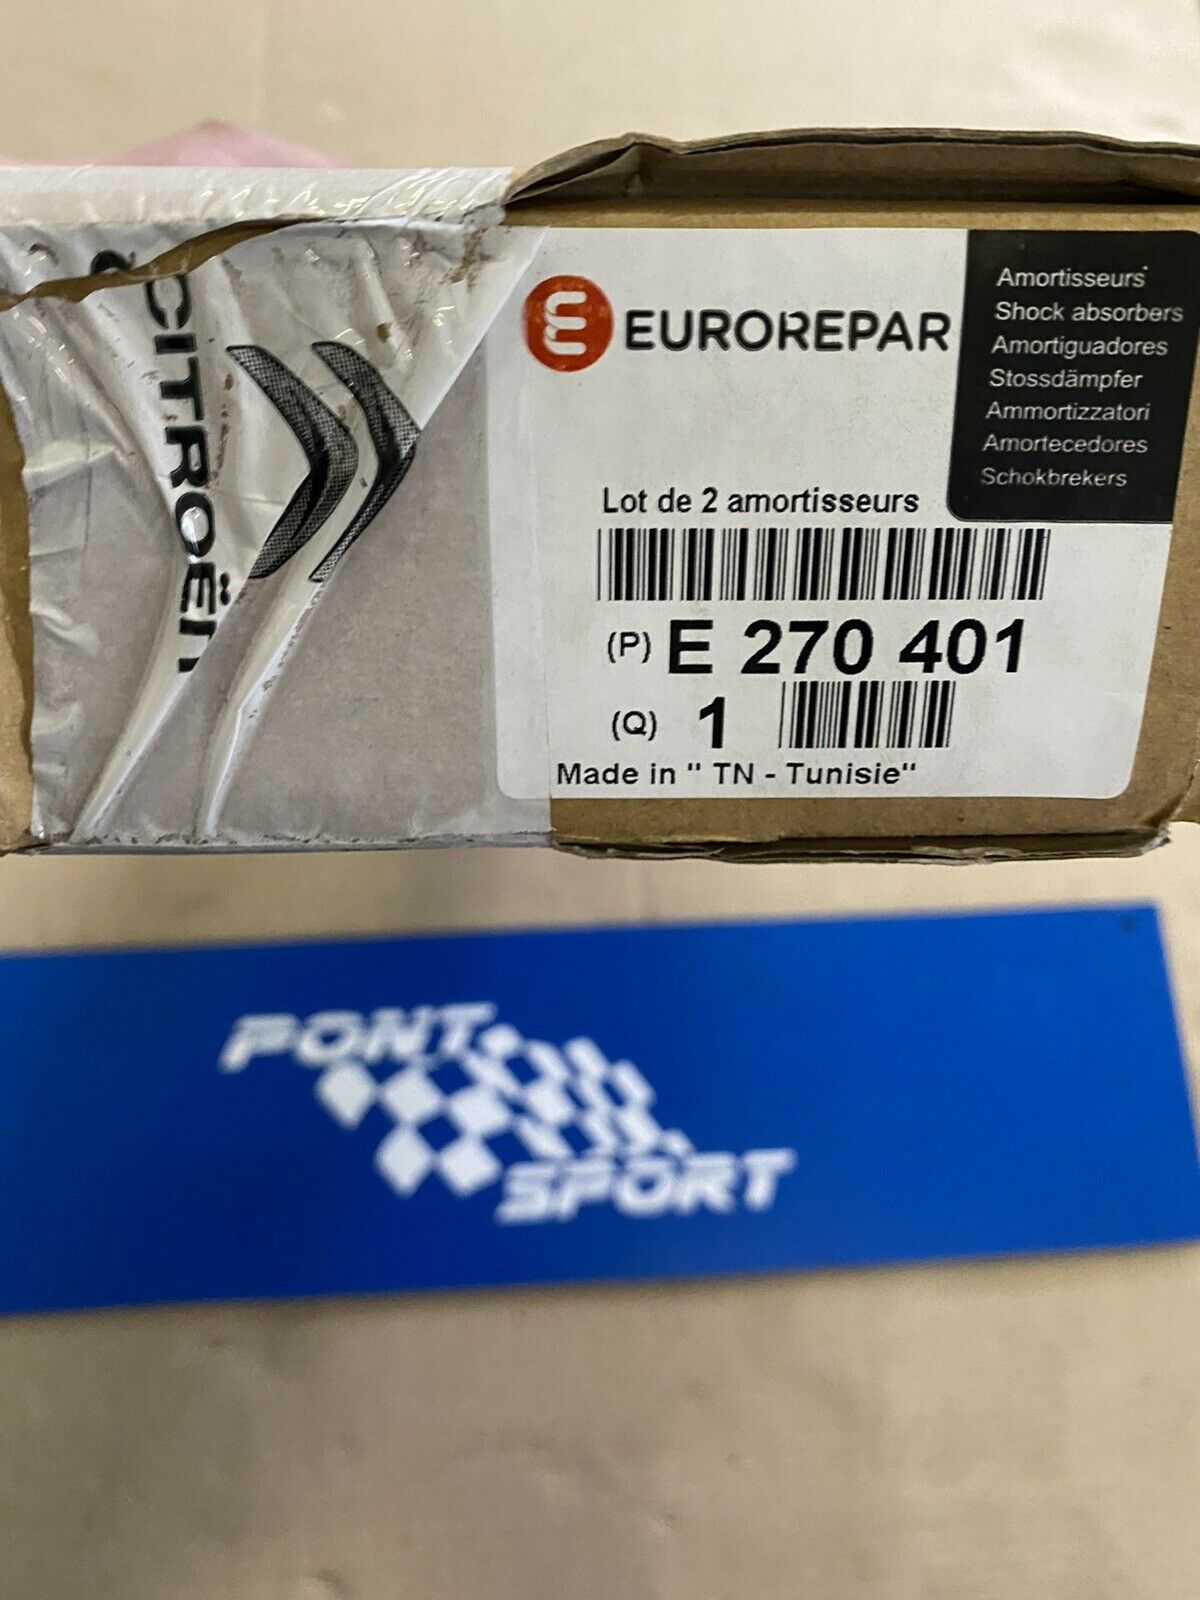 CITROËN
EUROREPAR
Amortisseurs
Shock absorbers
Amortiguadores
Stossdämpfer
Ammortizzatori
Amortecedores
Schokbrekers
Lot de 2 amortisseurs
(P) E 270 401
(Q) 1
Made in " TN - Tunisie"
PONT
SPORT